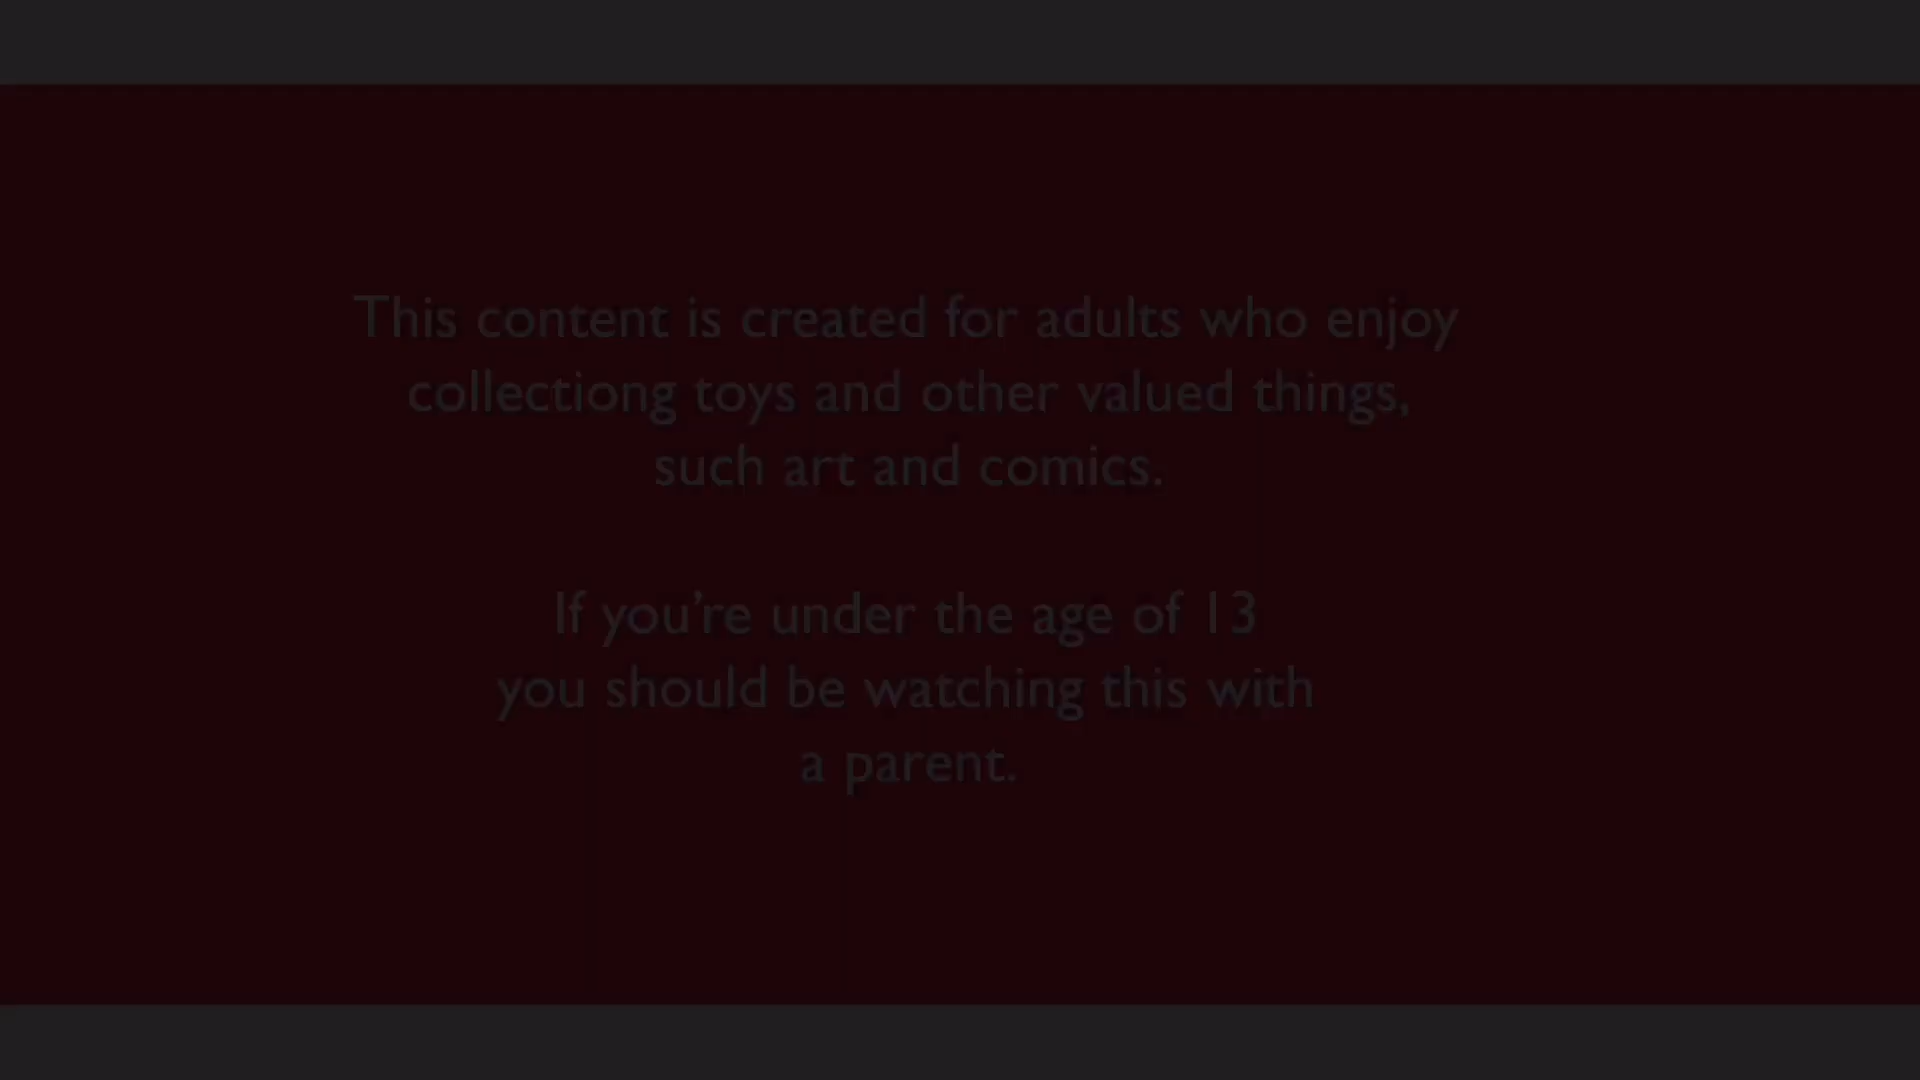 This content is created for adults who enjoy
collectiong toys and other valued things,
such art and comics.
If you’re under the age of 13
you should be watching this with
a parent.